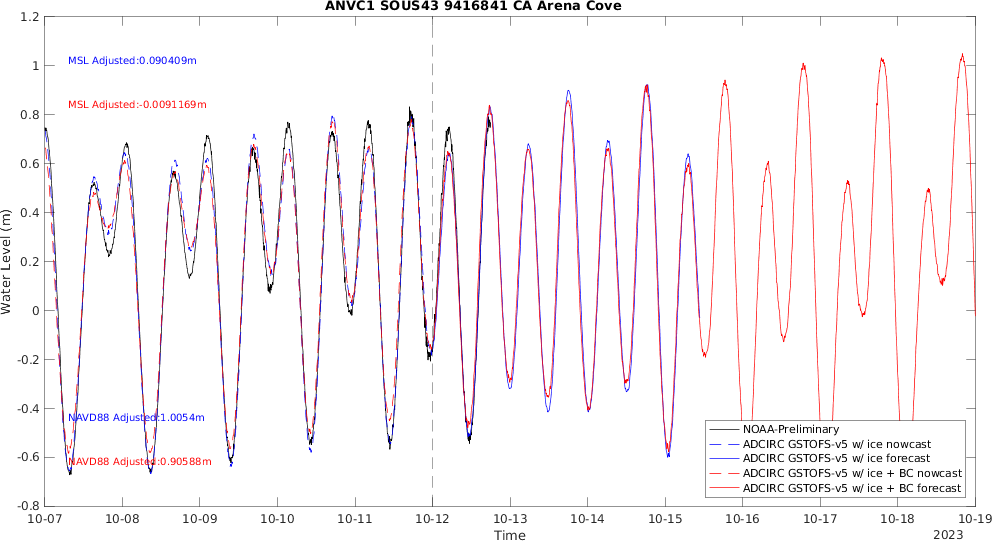 ANVC1 SOUS43 9416841 CA Arena Cove
1.2
1
0.8
0.6
0.4
0.2
0
-0.2
-0.4
-0.6
-0.8
Water Level (m)
MSL Adjusted:0.090409m
MSL Adjusted:-0.0091169m
NAVD88 Adjusted:1.0054m
NAVD88 Adjusted:0.90588m
NOAA-Preliminary
ADCIRC GSTOFS-v5 w/ ice nowcast
ADCIRC GSTOFS-v5 w/ ice forecast
ADCIRC GSTOFS-v5 w/ ice + BC nowcast
ADCIRC GSTOFS-v5 w/ ice + BC forecast
10-07 10-08 10-09 10-10 10-11 10-12 10-13 10-14 10-15 10-16 10-17 10-18 10-19
Time
2023